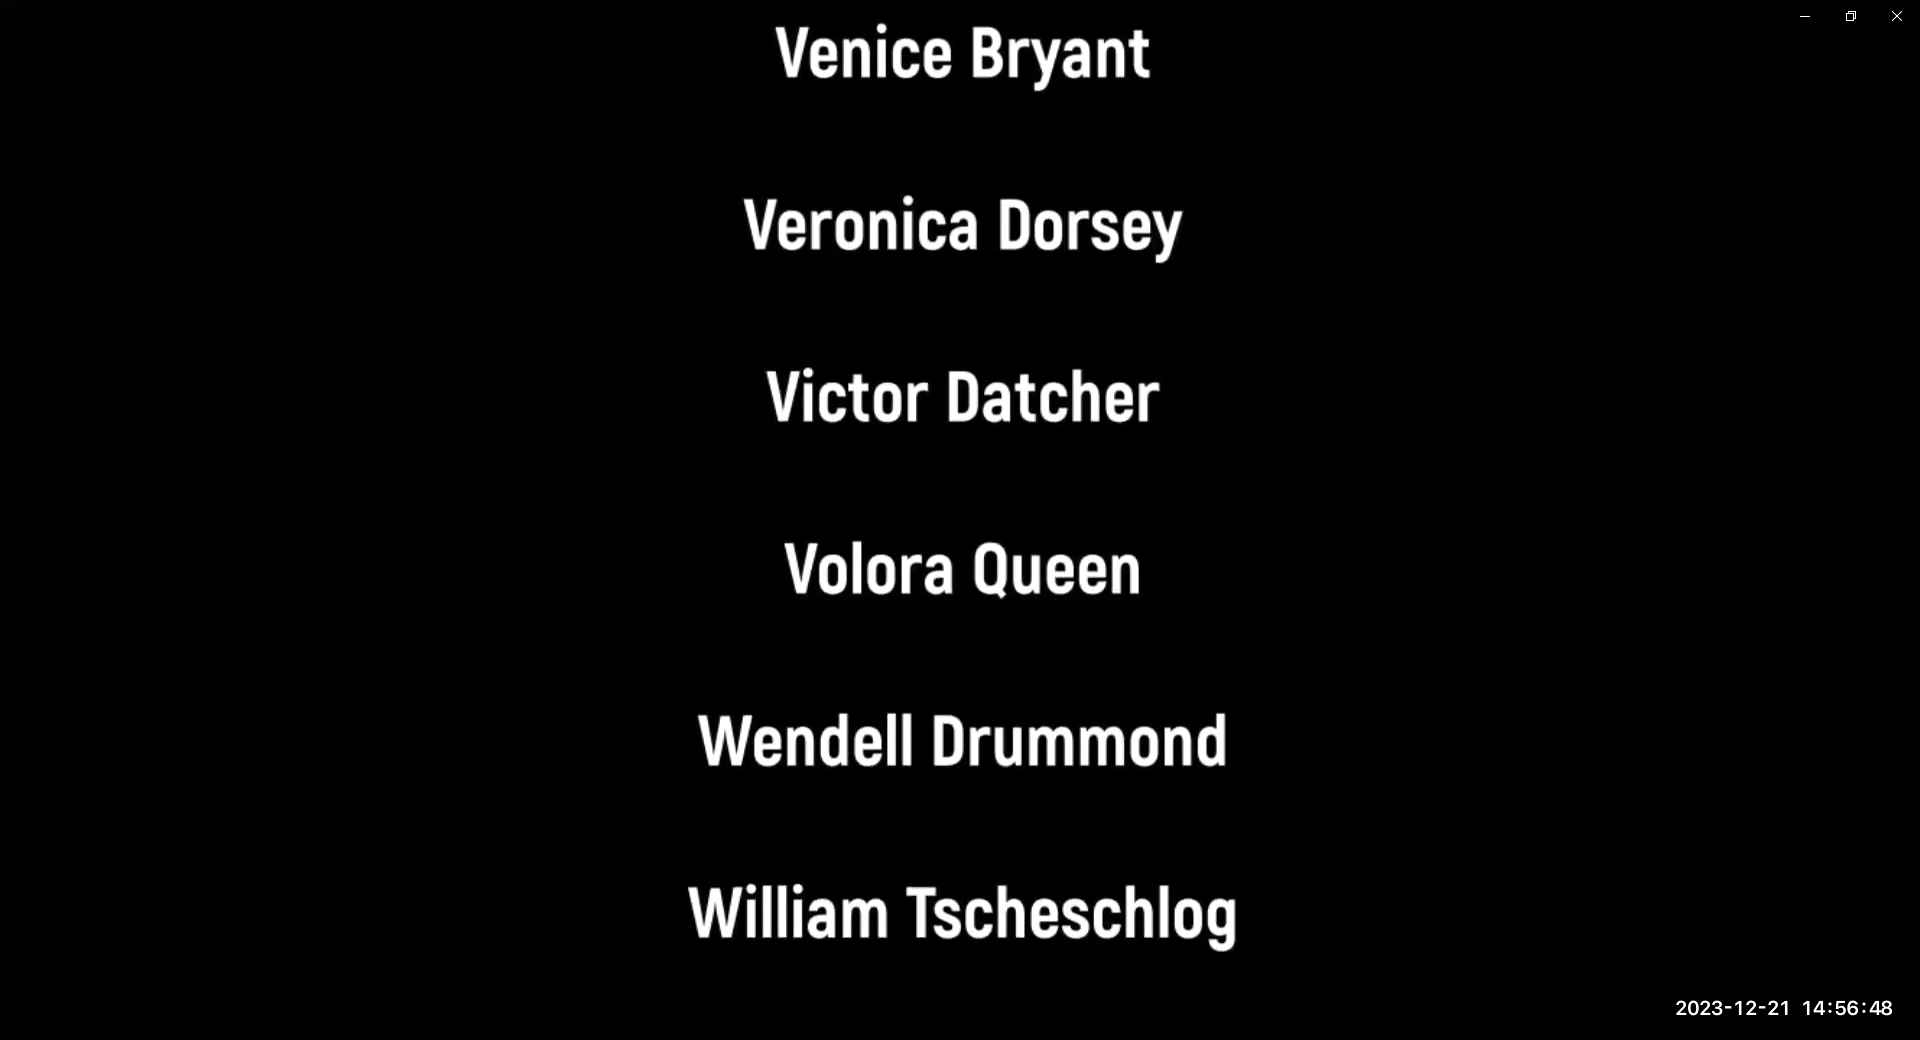 Venice Bryant
Veronica Dorsey
Victor Datcher
Volora Queen
Wendell Drummond
William Tscheschlog
2023-12-21 14:56:48